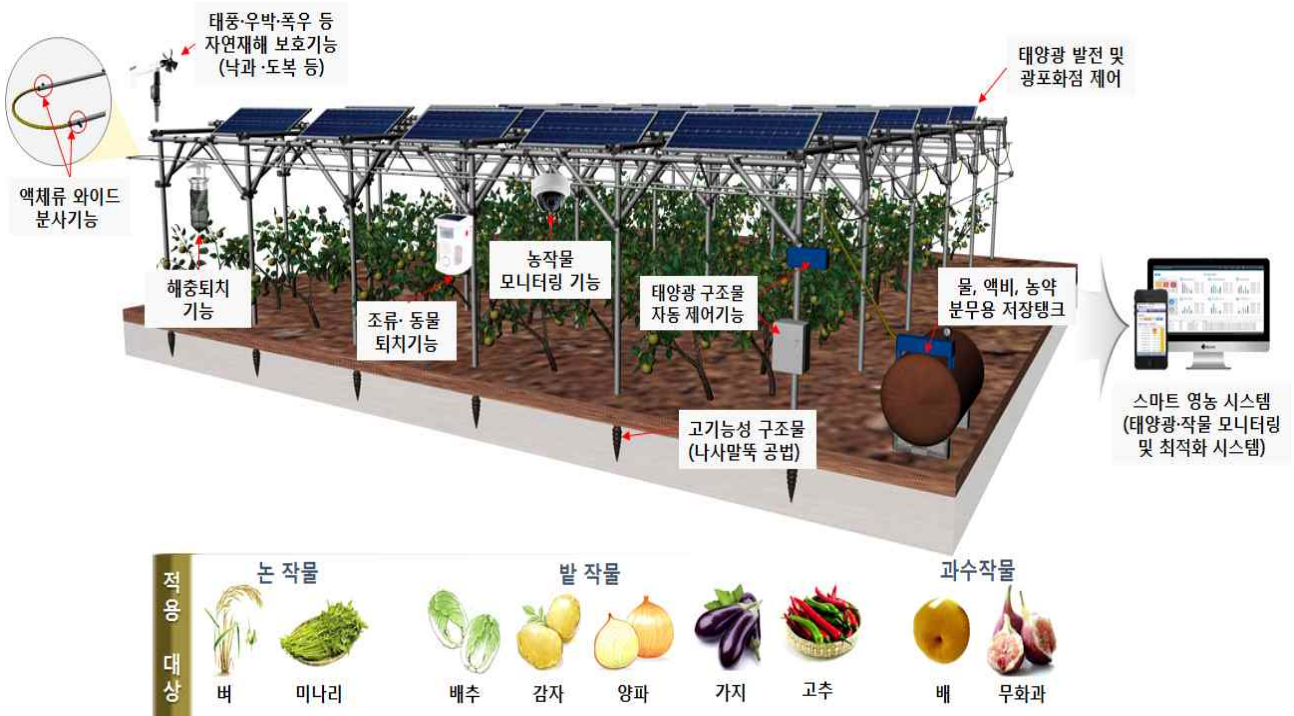 태풍·우박·폭우 등
자연재해 보호기능
(낙과 ·도복 등)
태양광 발전 및
광포화점 제어
액체류 와이드
분사기능
해충퇴치
기능
조류· 동물
퇴치기능
농작물
모니터링 기능
태양광 구조물
자동 제어기능
물, 액비, 농약
분무용 저장탱크
고기능성 구조물
(나사말뚝 공법)
스마트 영농 시스템
(태양광·작물 모니터링
및 최적화 시스템)
적용 대상
논 작물
밭 작물
과수작물
벼
미나리
배추
감자
양파
가지
고추
배
무화과